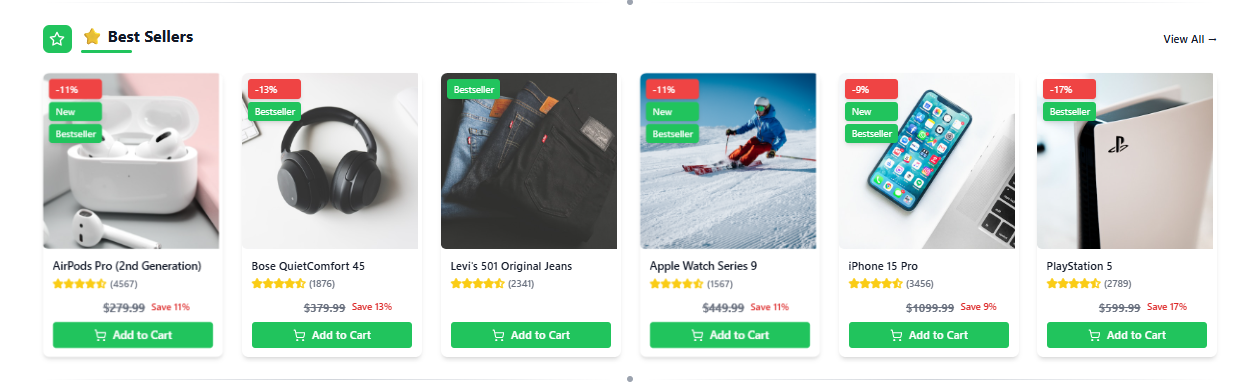 ⭐ Best Sellers
View All →
-11%
New
Bestseller
AirPods Pro (2nd Generation)
(4567)
$279.99 Save 11%
Add to Cart
-13%
Bestseller
Bose QuietComfort 45
(1876)
$379.99 Save 13%
Add to Cart
Bestseller
Levi's 501 Original Jeans
(2341)
Add to Cart
-11%
New
Bestseller
Apple Watch Series 9
(1567)
$449.99 Save 11%
Add to Cart
-9%
New
Bestseller
iPhone 15 Pro
(3456)
$1099.99 Save 9%
Add to Cart
-17%
Bestseller
PlayStation 5
(2789)
$599.99 Save 17%
Add to Cart